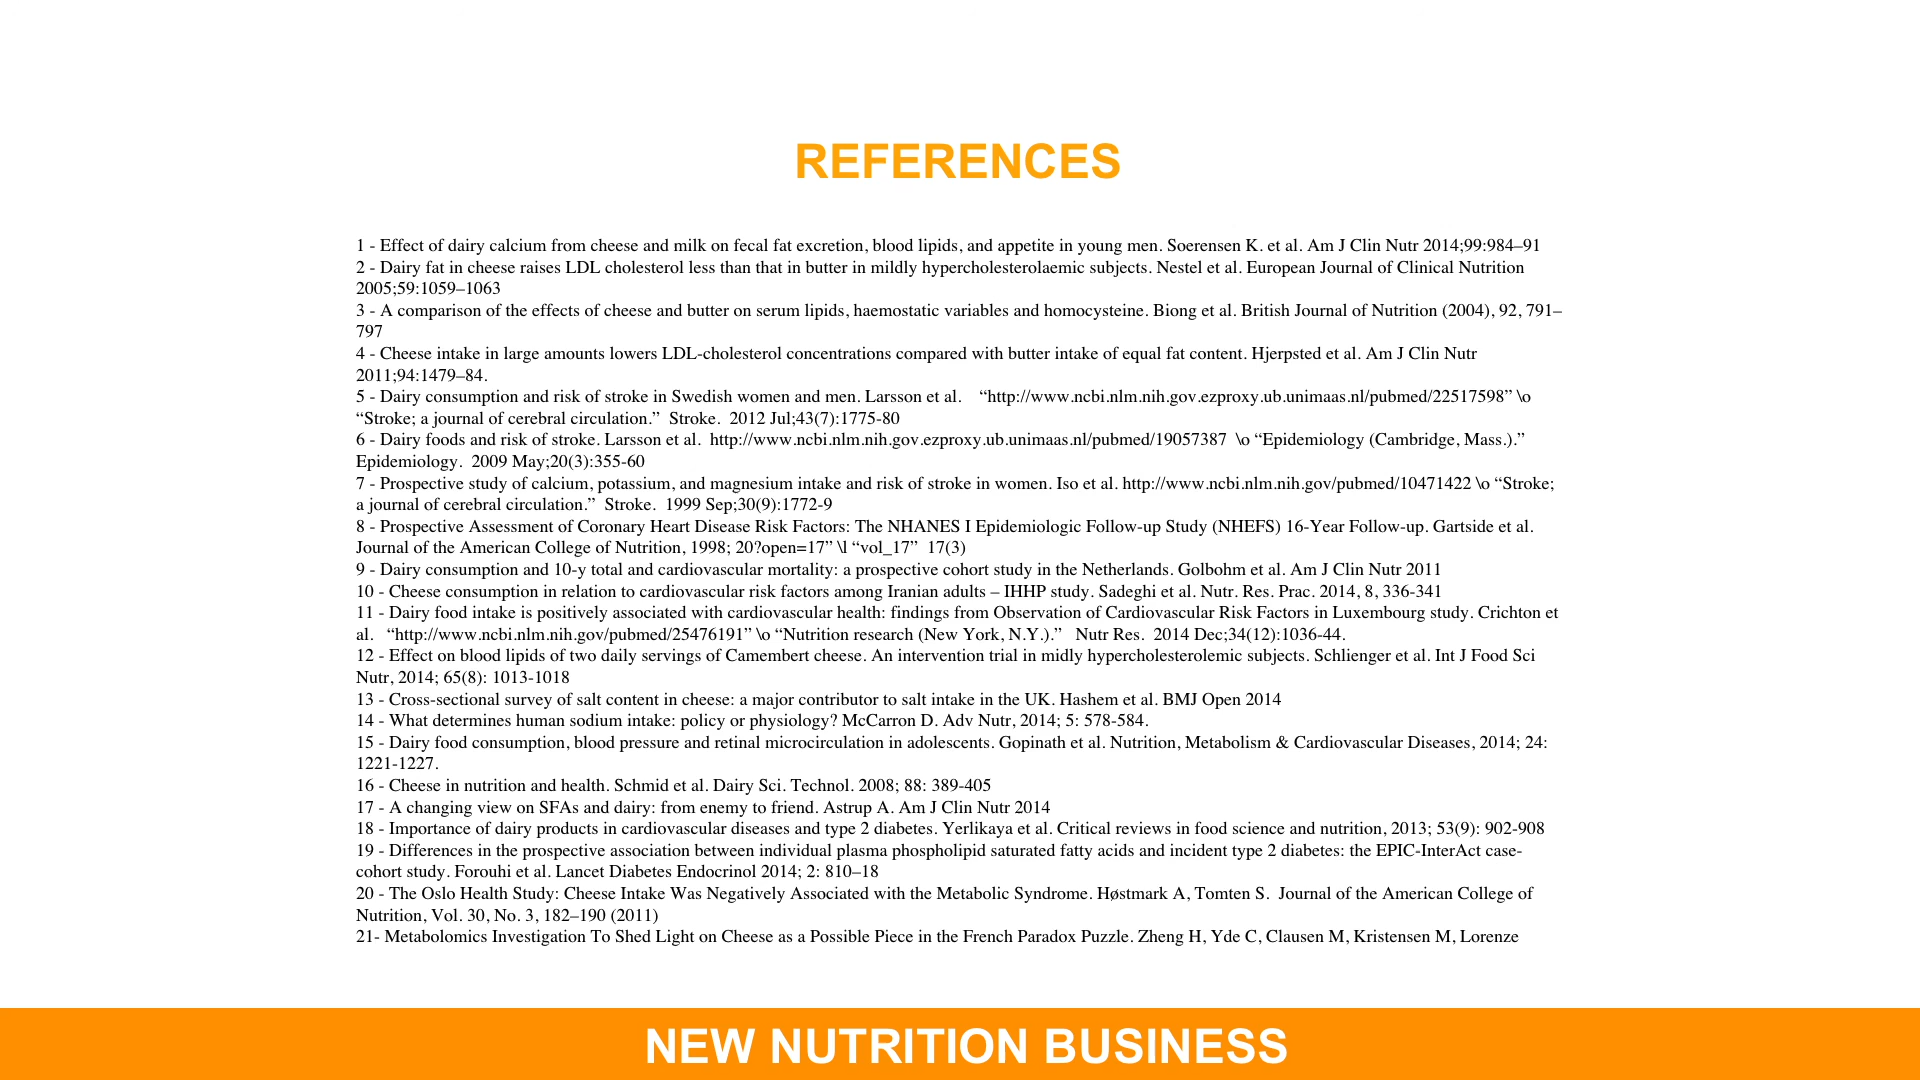 REFERENCES
1 - Effect of dairy calcium from cheese and milk on fecal fat excretion, blood lipids, and appetite in young men. Soerensen K. et al. Am J Clin Nutr 2014;99:984–91
2 - Dairy fat in cheese raises LDL cholesterol less than that in butter in mildly hypercholesterolaemic subjects. Nestel et al. European Journal of Clinical Nutrition
2005;59:1059–1063
3 - A comparison of the effects of cheese and butter on serum lipids, haemostatic variables and homocysteine. Biong et al. British Journal of Nutrition (2004), 92, 791–
797
4 - Cheese intake in large amounts lowers LDL-cholesterol concentrations compared with butter intake of equal fat content. Hjerpsted et al. Am J Clin Nutr
2011;94:1479–84.
5 - Dairy consumption and risk of stroke in Swedish women and men. Larsson et al.    “http://www.ncbi.nlm.nih.gov.ezproxy.ub.unimaas.nl/pubmed/22517598” \o
“Stroke; a journal of cerebral circulation.”  Stroke.  2012 Jul;43(7):1775-80
6 - Dairy foods and risk of stroke. Larsson et al.  http://www.ncbi.nlm.nih.gov.ezproxy.ub.unimaas.nl/pubmed/19057387  \o “Epidemiology (Cambridge, Mass.).”
Epidemiology.  2009 May;20(3):355-60
7 - Prospective study of calcium, potassium, and magnesium intake and risk of stroke in women. Iso et al. http://www.ncbi.nlm.nih.gov/pubmed/10471422 \o “Stroke;
a journal of cerebral circulation.”  Stroke.  1999 Sep;30(9):1772-9
8 - Prospective Assessment of Coronary Heart Disease Risk Factors: The NHANES I Epidemiologic Follow-up Study (NHEFS) 16-Year Follow-up. Gartside et al.
Journal of the American College of Nutrition, 1998; 20?open=17” \l “vol_17”  17(3)
9 - Dairy consumption and 10-y total and cardiovascular mortality: a prospective cohort study in the Netherlands. Golbohm et al. Am J Clin Nutr 2011
10 - Cheese consumption in relation to cardiovascular risk factors among Iranian adults – IHHP study. Sadeghi et al. Nutr. Res. Prac. 2014, 8, 336-341
11 - Dairy food intake is positively associated with cardiovascular health: findings from Observation of Cardiovascular Risk Factors in Luxembourg study. Crichton et
al.   “http://www.ncbi.nlm.nih.gov/pubmed/25476191” \o “Nutrition research (New York, N.Y.).”   Nutr Res.  2014 Dec;34(12):1036-44.
12 - Effect on blood lipids of two daily servings of Camembert cheese. An intervention trial in midly hypercholesterolemic subjects. Schlienger et al. Int J Food Sci
Nutr, 2014; 65(8): 1013-1018
13 - Cross-sectional survey of salt content in cheese: a major contributor to salt intake in the UK. Hashem et al. BMJ Open 2014
14 - What determines human sodium intake: policy or physiology? McCarron D. Adv Nutr, 2014; 5: 578-584.
15 - Dairy food consumption, blood pressure and retinal microcirculation in adolescents. Gopinath et al. Nutrition, Metabolism & Cardiovascular Diseases, 2014; 24:
1221-1227.
16 - Cheese in nutrition and health. Schmid et al. Dairy Sci. Technol. 2008; 88: 389-405
17 - A changing view on SFAs and dairy: from enemy to friend. Astrup A. Am J Clin Nutr 2014
18 - Importance of dairy products in cardiovascular diseases and type 2 diabetes. Yerlikaya et al. Critical reviews in food science and nutrition, 2013; 53(9): 902-908
19 - Differences in the prospective association between individual plasma phospholipid saturated fatty acids and incident type 2 diabetes: the EPIC-InterAct case-
cohort study. Forouhi et al. Lancet Diabetes Endocrinol 2014; 2: 810–18
20 - The Oslo Health Study: Cheese Intake Was Negatively Associated with the Metabolic Syndrome. Høstmark A, Tomten S.  Journal of the American College of
Nutrition, Vol. 30, No. 3, 182–190 (2011)
21- Metabolomics Investigation To Shed Light on Cheese as a Possible Piece in the French Paradox Puzzle. Zheng H, Yde C, Clausen M, Kristensen M, Lorenze
NEW NUTRITION BUSINESS